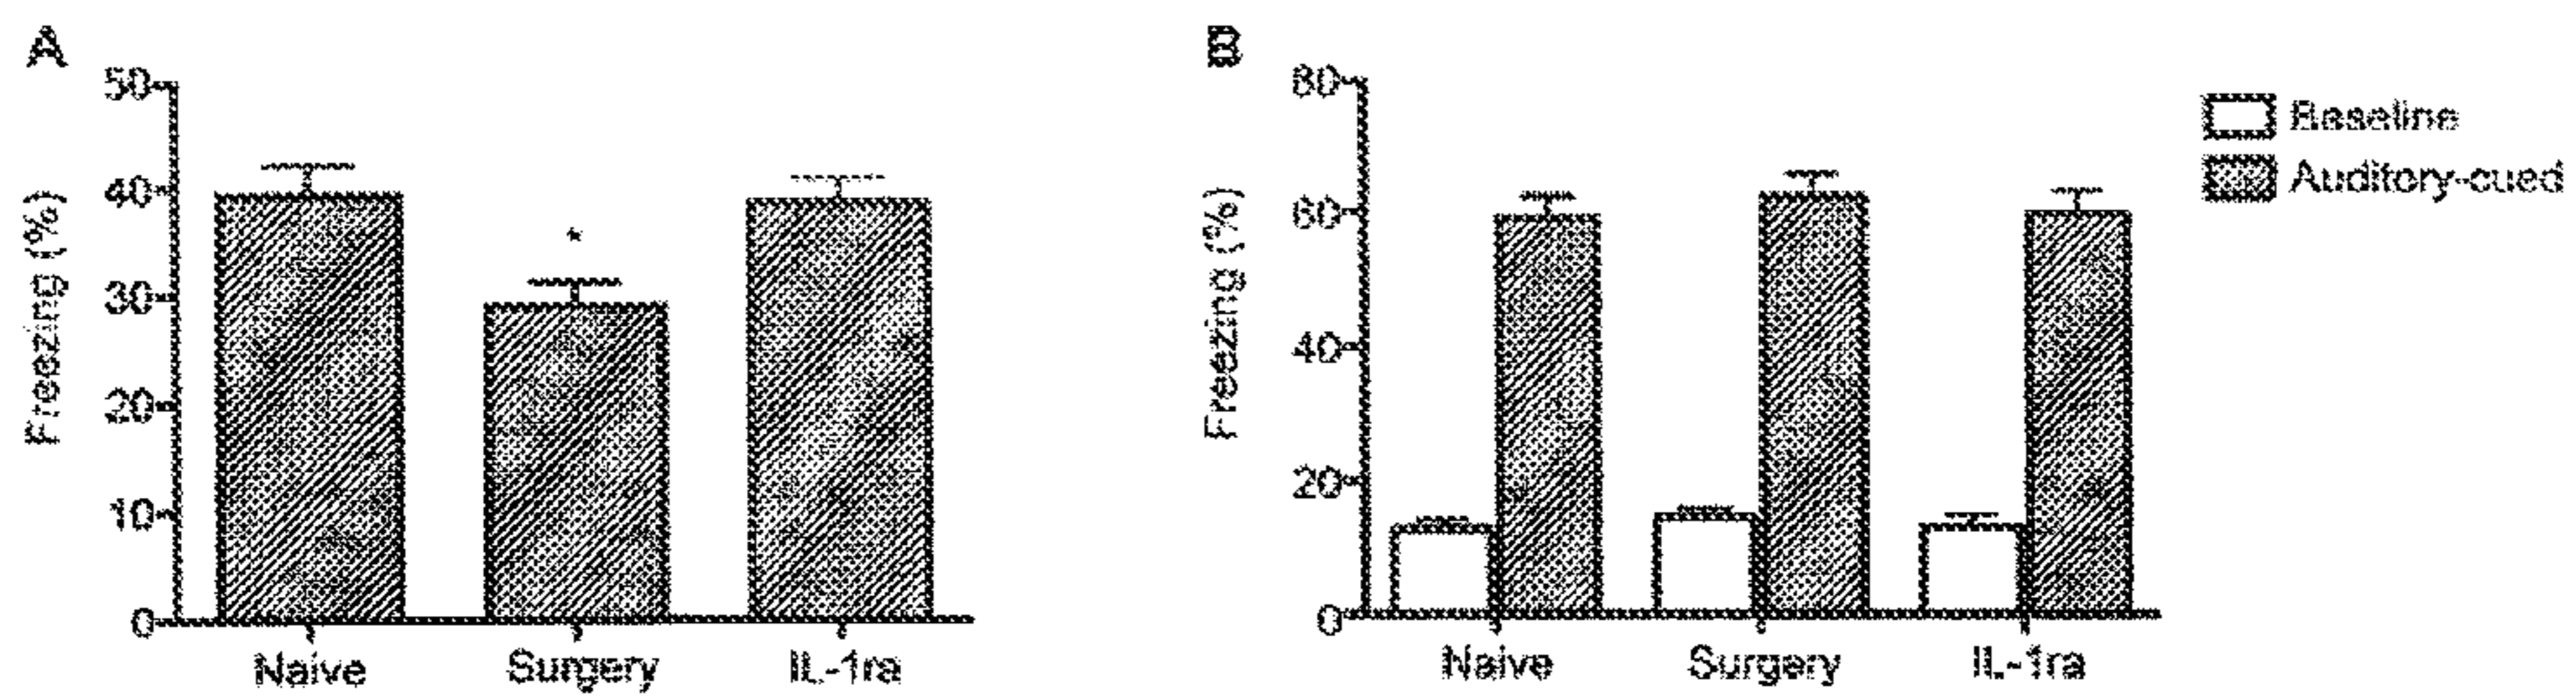 A
50
40
30
20
10
0
Freezing (%)
*
Naive
Surgery
IL-1ra
B
80
60
40
20
0
Freezing (%)
Baseline
Auditory-cued
Naive
Surgery
IL-1ra